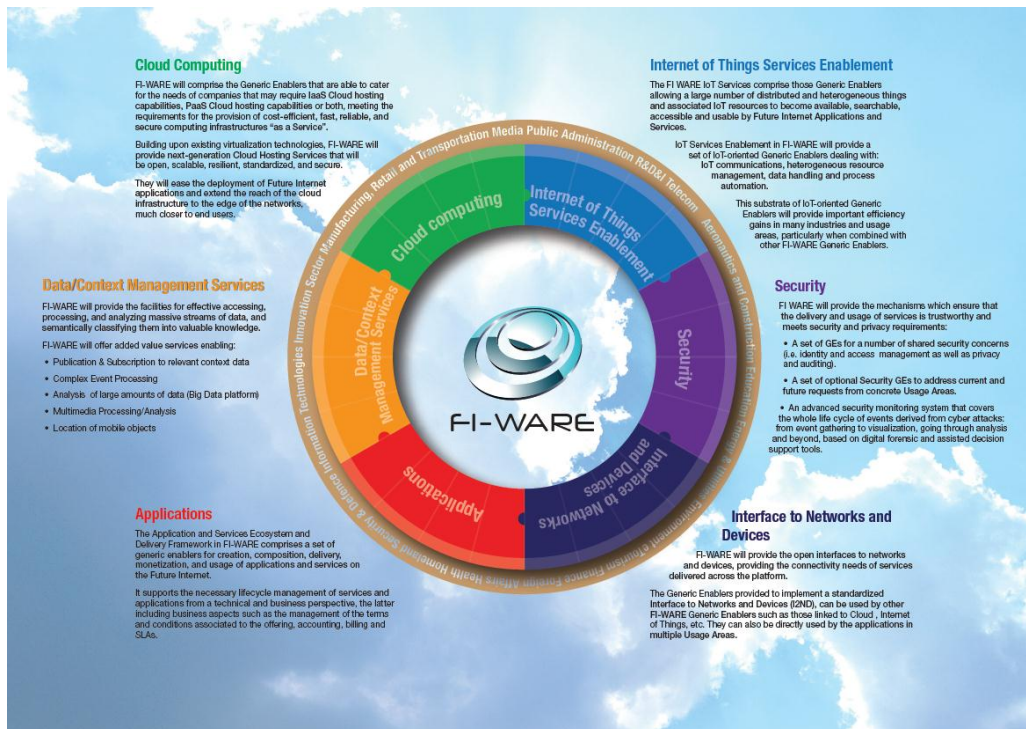 Cloud Computing
FI-WARE will comprise the Generic Enablers that are able to cater
for the needs of companies that may require IaaS Cloud hosting
capabilities, PaaS Cloud hosting capabilities or both, meeting the
requirements for the provision of cost-efficient, fast, reliable, and
secure computing infrastructures "as a Service".
Building upon existing virtualization technologies, FI-WARE will
provide next-generation Cloud Hosting Services that will
be open, scalable, resilient, standardized, and secure.
They will ease the deployment of Future Internet
applications and extend the reach of the cloud
infrastructure to the edge of the networks,
much closer to end users.
Internet of Things Services Enablement
The FI WARE IoT Services comprise those Generic Enablers
allowing a large number of distributed and heterogeneous things
and associated IoT resources to become available, searchable,
accessible and usable by Future Internet Applications and
Services.
IoT Services Enablement in FI-WARE will provide a
set of IoT-oriented Generic Enablers dealing with:
IoT communications, heterogeneous resource
management, data handling and process
automation.
This substrate of IoT-oriented Generic
Enablers will provide important efficiency
gains in many industries and usage
areas, particularly when combined with
other FI-WARE Generic Enablers.
Data/Context Management Services
FI-WARE will provide the facilities for effective accessing,
processing, and analyzing massive streams of data, and
semantically classifying them into valuable knowledge.
FI-WARE will offer added value services enabling:
• Publication & Subscription to relevant context data
• Complex Event Processing
• Analysis of large amounts of data (Big Data platform)
• Multimedia Processing/Analysis
• Location of mobile objects
Security
FI WARE will provide the mechanisms which ensure that
the delivery and usage of services is trustworthy and
meets security and privacy requirements:
• A set of GEs for a number of shared security concerns
(i.e. identity and access management as well as privacy
and auditing).
• A set of optional Security GEs to address current and
future requests from concrete Usage Areas.
• An advanced security monitoring system that covers
the whole life cycle of events derived from cyber attacks:
from event gathering to visualization, going through analysis
and beyond, based on digital forensic and assisted decision
support tools.
Applications
The Application and Services Ecosystem and
Delivery Framework in FI-WARE comprises a set of
generic enablers for creation, composition, delivery,
monetization, and usage of applications and services on
the Future Internet.
It supports the necessary lifecycle management of services and
applications from a technical and business perspective, the latter
including business aspects such as the management of the terms
and conditions associated to the offering, accounting, billing and
SLAs.
Interface to Networks and
Devices
FI-WARE will provide the open interfaces to networks
and devices, providing the connectivity needs of services
delivered across the platform.
The Generic Enablers provided to implement a standardized
Interface to Networks and Devices (I2ND), can be used by other
FI-WARE Generic Enablers such as those linked to Cloud , Internet
of Things, etc. They can also be directly used by the applications in
multiple Usage Areas.
Manufacturing, Retail and Transportation Media Public Administration R&D&I Telecom Aeronautics and Construction Education Energy Environment Finance Foreign Affairs Health Homeland Security & Defence Information Technologies Innovation Sector
Cloud computing
Internet of Things
Services Enablement
Security
Interface to Networks
and Devices
Applications
Data/Context
Management Services
FI-WARE